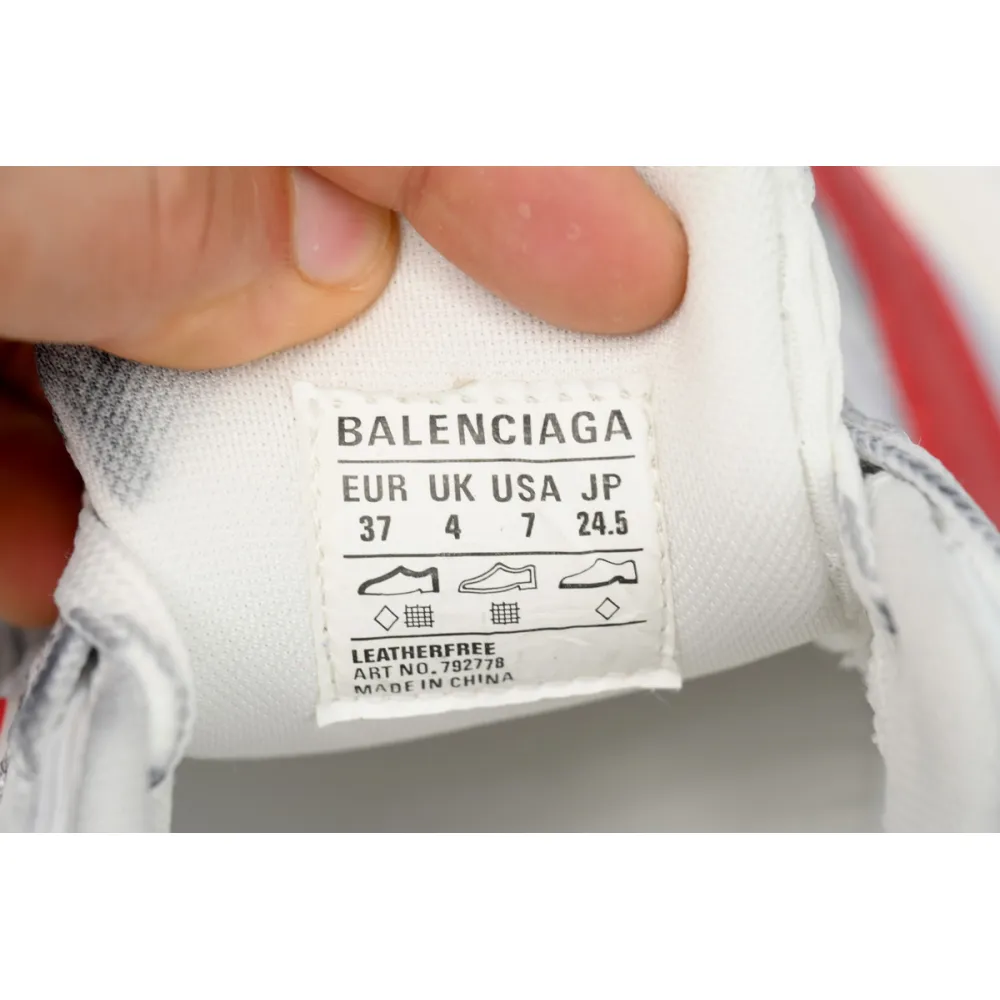 BALENCIAGA
EUR UK USA JP
37 4 7 24.5
LEATHERFREE
ART NO. 792778
MADE IN CHINA